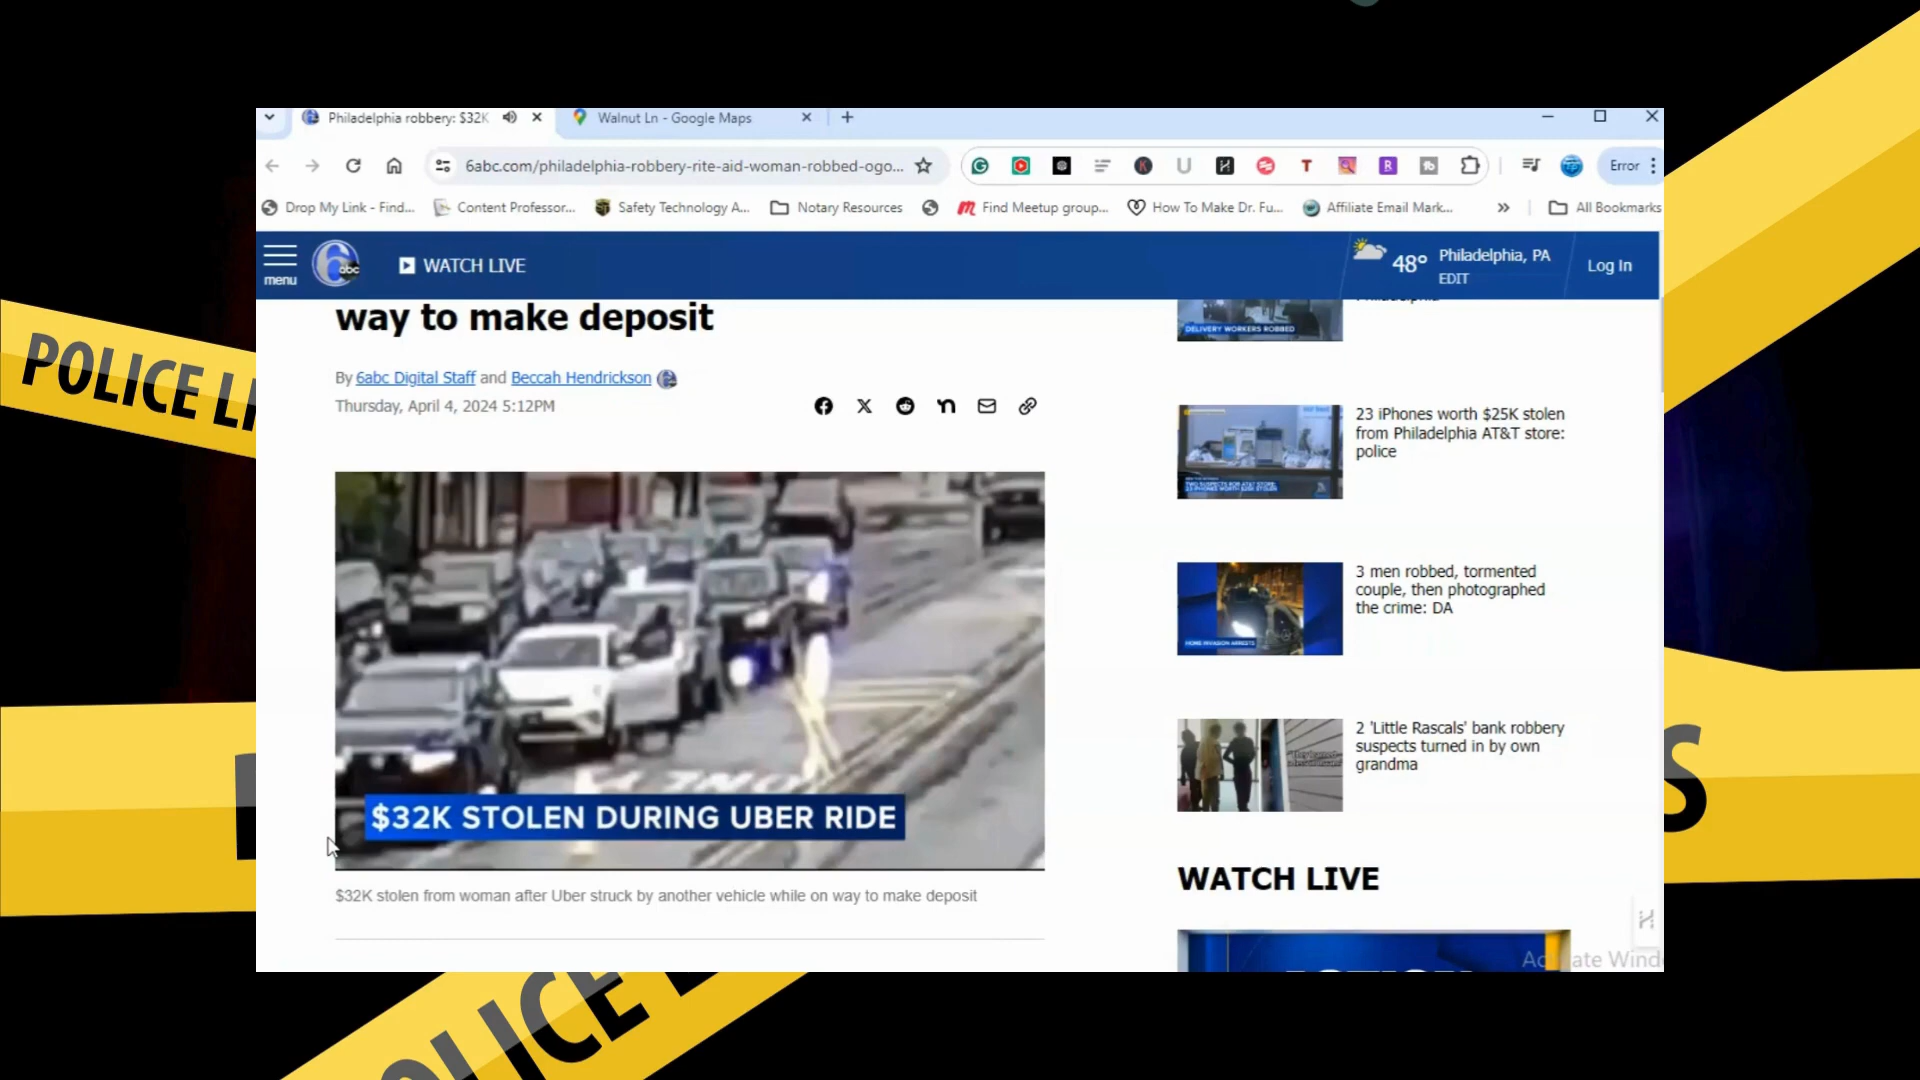 Philadelphia robbery: $32K
Walnut Ln - Google Maps
6abc.com/philadelphia-robbery-rite-aid-woman-robbed-ogo...
Error
Drop My Link - Find...
Content Professor...
Safety Technology A...
Notary Resources
Find Meetup group...
How To Make Dr. Fu...
Affiliate Email Mark...
All Bookmarks
menu
6abc
WATCH LIVE
48°
Philadelphia, PA
EDIT
Log In
way to make deposit
By 6abc Digital Staff and Beccah Hendrickson
Thursday, April 4, 2024 5:12PM
$32K STOLEN DURING UBER RIDE
$32K stolen from woman after Uber struck by another vehicle while on way to make deposit
Philadelphia
DELIVERY WORKERS ROBBED
23 iPhones worth $25K stolen
from Philadelphia AT&T store:
police
3 men robbed, tormented
couple, then photographed
the crime: DA
HOME INVASION ARRESTS
2 'Little Rascals' bank robbery
suspects turned in by own
grandma
WATCH LIVE
POLICE LI
POLICE L